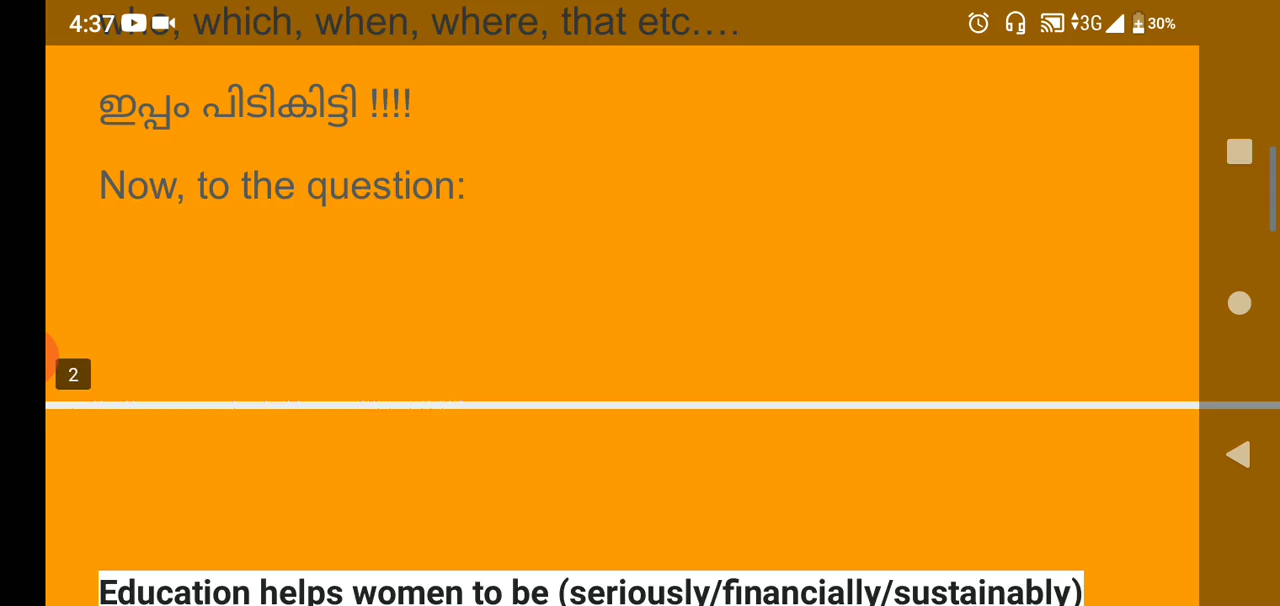 4:37
3G
30%
who, which, when, where, that etc....
ഇപ്പം പിടികിട്ടി !!!!
Now, to the question:
2
Education helps women to be (seriously/financially/sustainably)